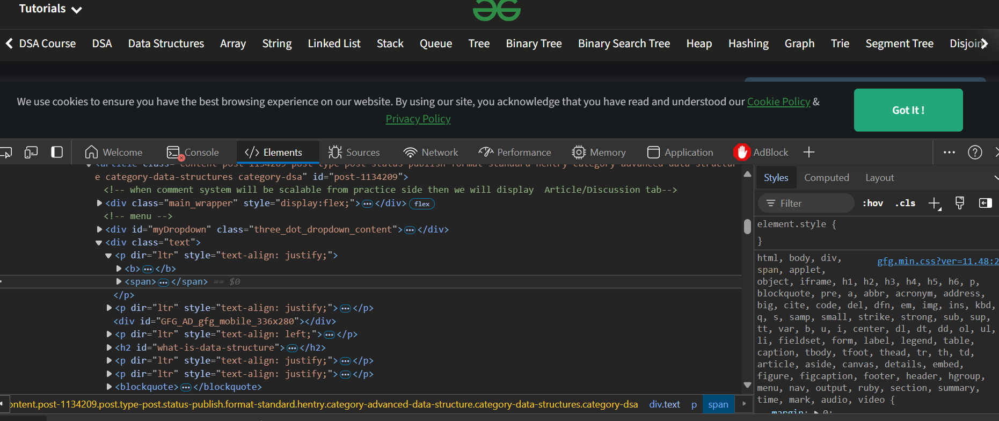 Tutorials
DSA Course DSA Data Structures Array String Linked List Stack Queue Tree Binary Tree Binary Search Tree Heap Hashing Graph Trie Segment Tree Disjoin
We use cookies to ensure you have the best browsing experience on our website. By using our site, you acknowledge that you have read and understood our Cookie Policy &
Privacy Policy
Got It !
Welcome Console Elements Sources Network Performance Memory Application AdBlock
<article class="content post-1134209 post type-post status-publish format-standard hentry category-advanced-data-structur
e category-data-structures category-dsa" id="post-1134209">
<!-- when comment system will be scalable from practice side then we will display  Article/Discussion tab-->
<div class="main_wrapper" style="display:flex;">…</div> flex
<!-- menu -->
<div id="myDropdown" class="three_dot_dropdown_content">…</div>
<div class="text">
<p dir="ltr" style="text-align: justify;">
<b>…</b>
<span>…</span> == $0
</p>
<p dir="ltr" style="text-align: justify;">…</p>
<div id="GFG_AD_gfg_mobile_336x280"></div>
<p dir="ltr" style="text-align: left;">…</p>
<h2 id="what-is-data-structure">…</h2>
<p dir="ltr" style="text-align: justify;">…</p>
<p dir="ltr" style="text-align: justify;">…</p>
<blockquote>…</blockquote>
ontent.post-1134209.post.type-post.status-publish.format-standard.hentry.category-advanced-data-structure.category-data-structures.category-dsa div.text p span
Styles Computed Layout
Filter :hov .cls
element.style {
}
html, body, div, gfg.min.css?ver=11.48:2
span, applet,
object, iframe, h1, h2, h3, h4, h5, h6, p,
blockquote, pre, a, abbr, acronym, address,
big, cite, code, del, dfn, em, img, ins, kbd,
q, s, samp, small, strike, strong, sub, sup,
tt, var, b, u, i, center, dl, dt, dd, ol, ul,
li, fieldset, form, label, legend, table,
caption, tbody, tfoot, thead, tr, th, td,
article, aside, canvas, details, embed,
figure, figcaption, footer, header, hgroup,
menu, nav, output, ruby, section, summary,
time, mark, audio, video {
margin: 0;